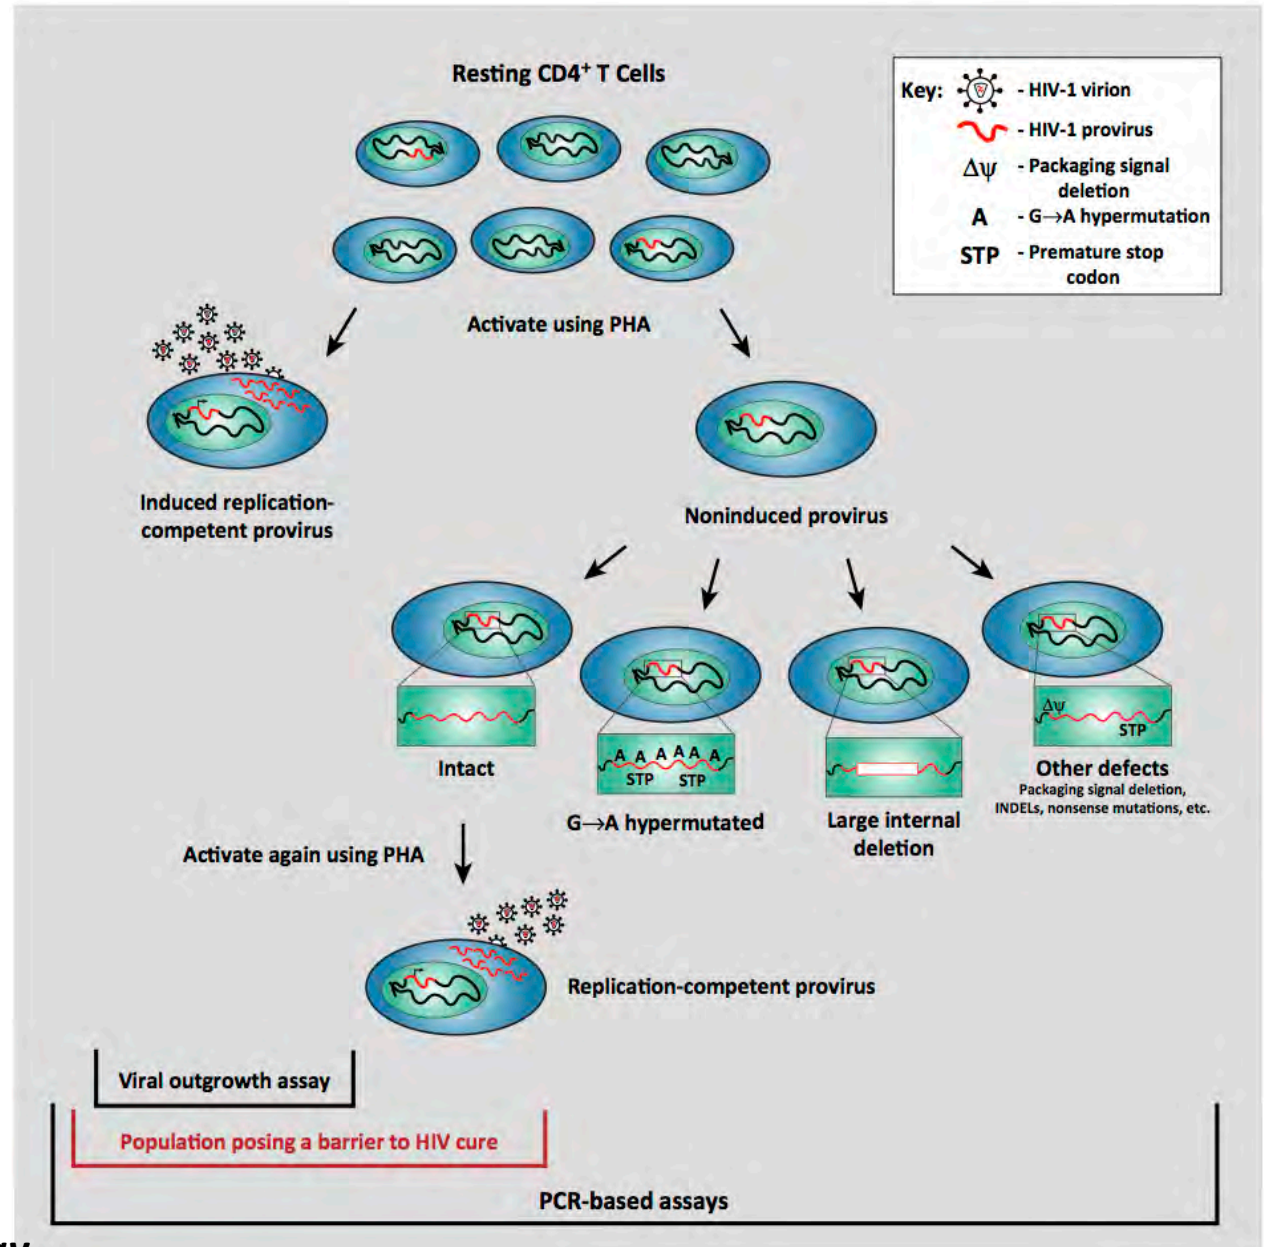 Resting CD4⁺ T Cells
Key:
- HIV-1 virion
- HIV-1 provirus
Δψ - Packaging signal
deletion
A - G→A hypermutation
STP - Premature stop
codon
Activate using PHA
Induced replication-
competent provirus
Noninduced provirus
Intact
A A A A A A
STP STP
G→A hypermutated
Large internal
deletion
Δψ
STP
Other defects
Packaging signal deletion,
INDELs, nonsense mutations, etc.
Activate again using PHA
Replication-competent provirus
Viral outgrowth assay
Population posing a barrier to HIV cure
PCR-based assays